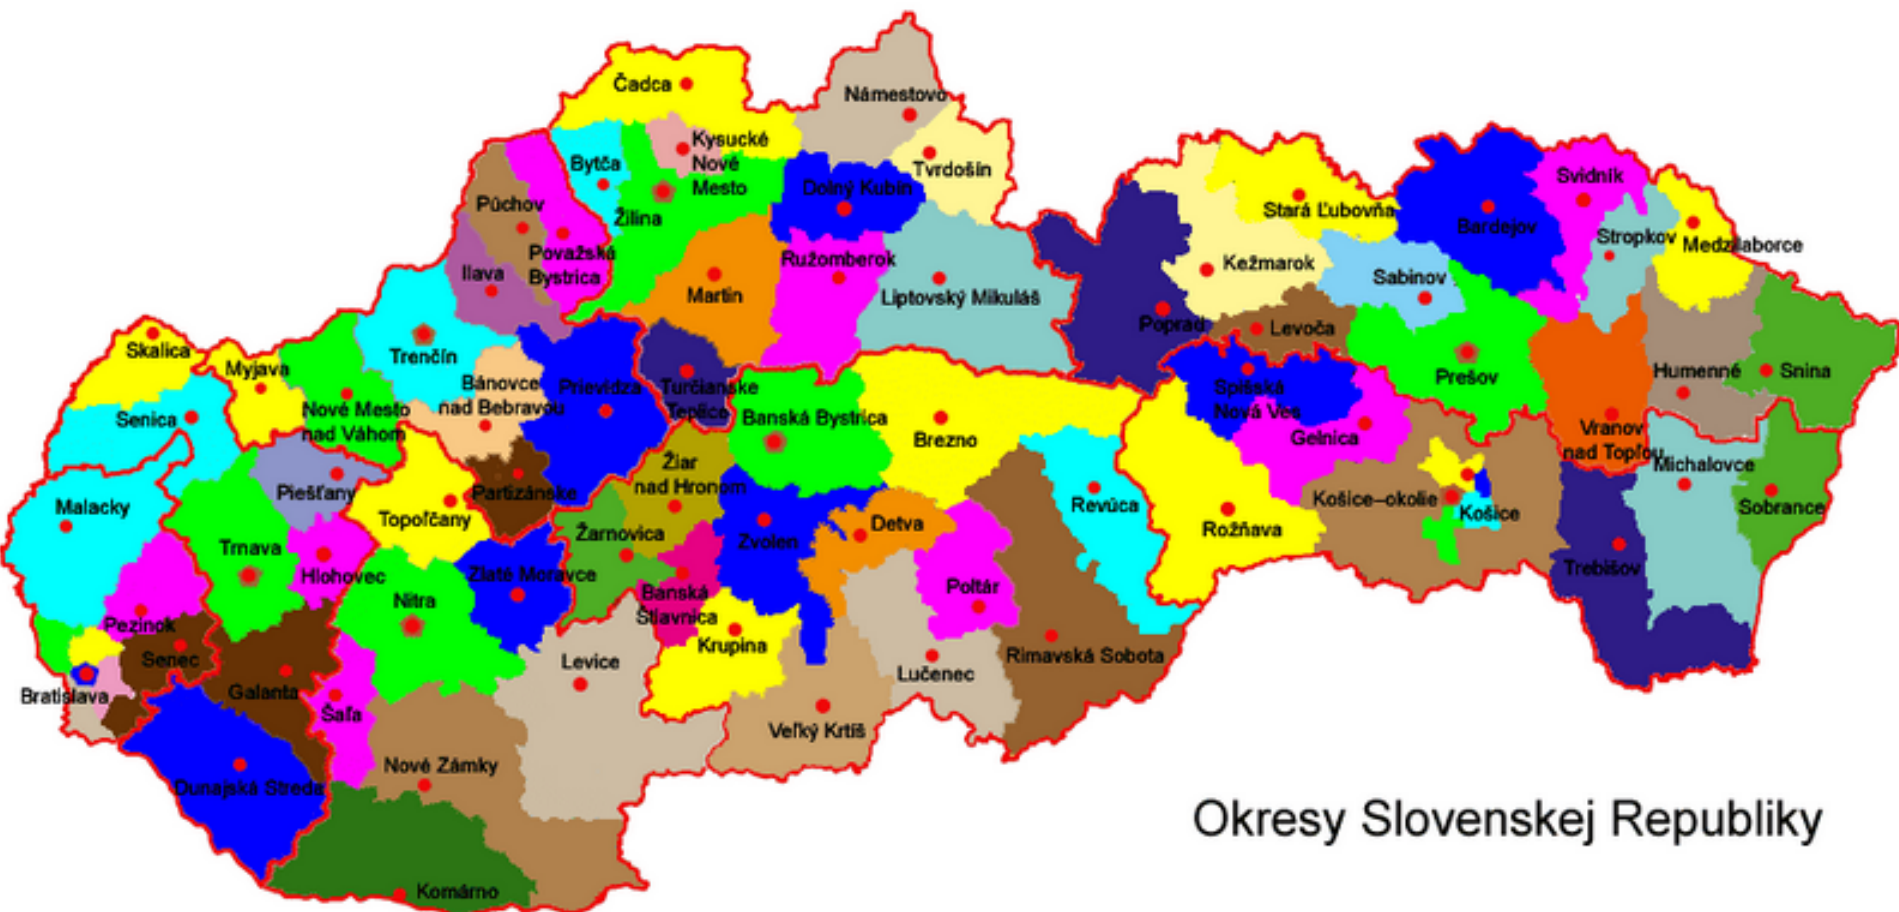 Čadca
Námestovo
Kysucké
Nové
Mesto
Bytča
Tvrdošín
Dolný Kubín
Svidník
Púchov
Žilina
Stará Ľubovňa
Bardejov
Stropkov
Medzilaborce
Považská
Bystrica
Ilava
Ružomberok
Kežmarok
Sabinov
Martin
Liptovský Mikuláš
Poprad
Levoča
Skalica
Trenčín
Myjava
Bánovce
nad Bebravou
Prievidza
Turčianske
Teplice
Spišská
Nová Ves
Prešov
Humenné
Snina
Senica
Nové Mesto
nad Váhom
Banská Bystrica
Brezno
Gelnica
Vranov
nad Topľou
Žiar
nad Hronom
Michalovce
Piešťany
Partizánske
Malacky
Topoľčany
Revúca
Košice–okolie
Košice
Sobrance
Detva
Rožňava
Žarnovica
Zvolen
Trnava
Hlohovec
Zlaté Moravce
Trebišov
Nitra
Banská
Štiavnica
Poltár
Pezinok
Krupina
Senec
Levice
Rimavská Sobota
Lučenec
Galanta
Bratislava
Šaľa
Veľký Krtíš
Nové Zámky
Dunajská Streda
Okresy Slovenskej Republiky
Komárno